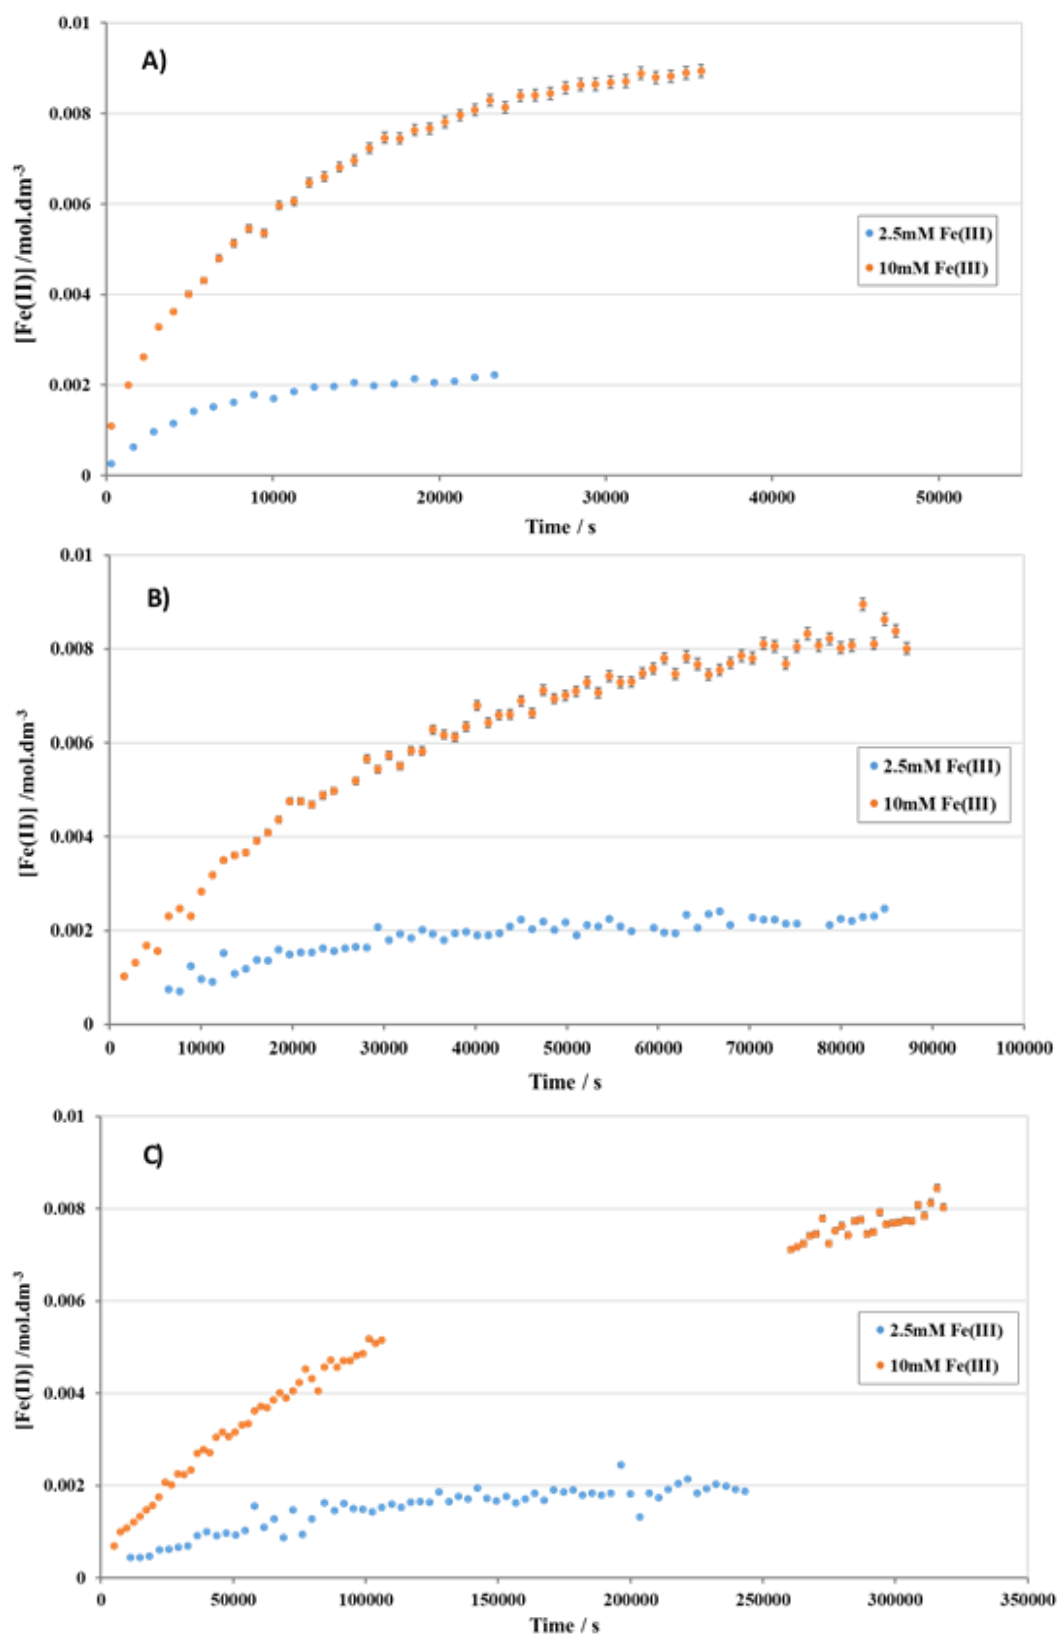 0.01
A)
0.008
0.006
[Fe(II)] /mol.dm⁻³
2.5mM Fe(III)
10mM Fe(III)
0.004
0.002
0
0 10000 20000 30000 40000 50000
Time / s
0.01
B)
0.008
0.006
[Fe(II)] /mol.dm⁻³
2.5mM Fe(III)
10mM Fe(III)
0.004
0.002
0
0 10000 20000 30000 40000 50000 60000 70000 80000 90000 100000
Time / s
0.01
C)
0.008
0.006
[Fe(II)] /mol.dm⁻³
2.5mM Fe(III)
10mM Fe(III)
0.004
0.002
0
0 50000 100000 150000 200000 250000 300000 350000
Time / s